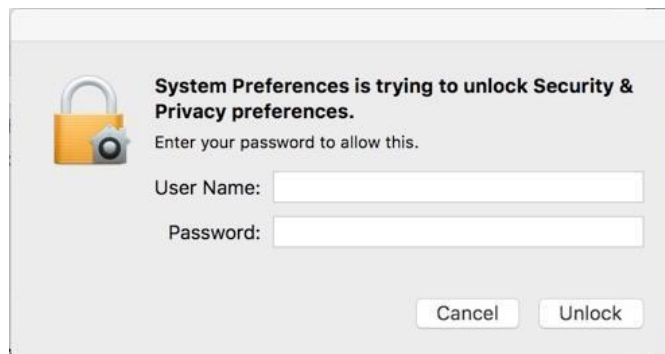 System Preferences is trying to unlock Security &
Privacy preferences.
Enter your password to allow this.
User Name:
Password:
Cancel
Unlock